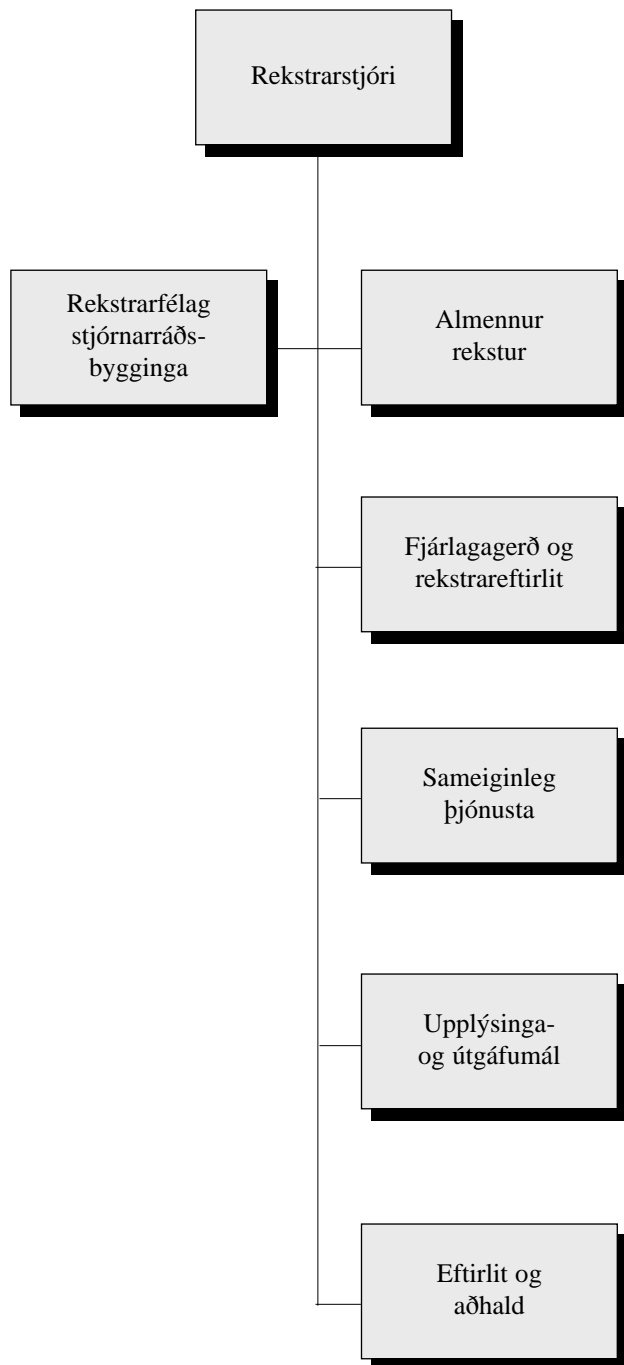 Rekstrarstjóri
Rekstrarfélag
stjórnarráðs-
bygginga
Almennur
rekstur
Fjárlagagerð og
rekstrareftirlit
Sameiginleg
þjónusta
Upplýsinga-
og útgáfumál
Eftirlit og
aðhald